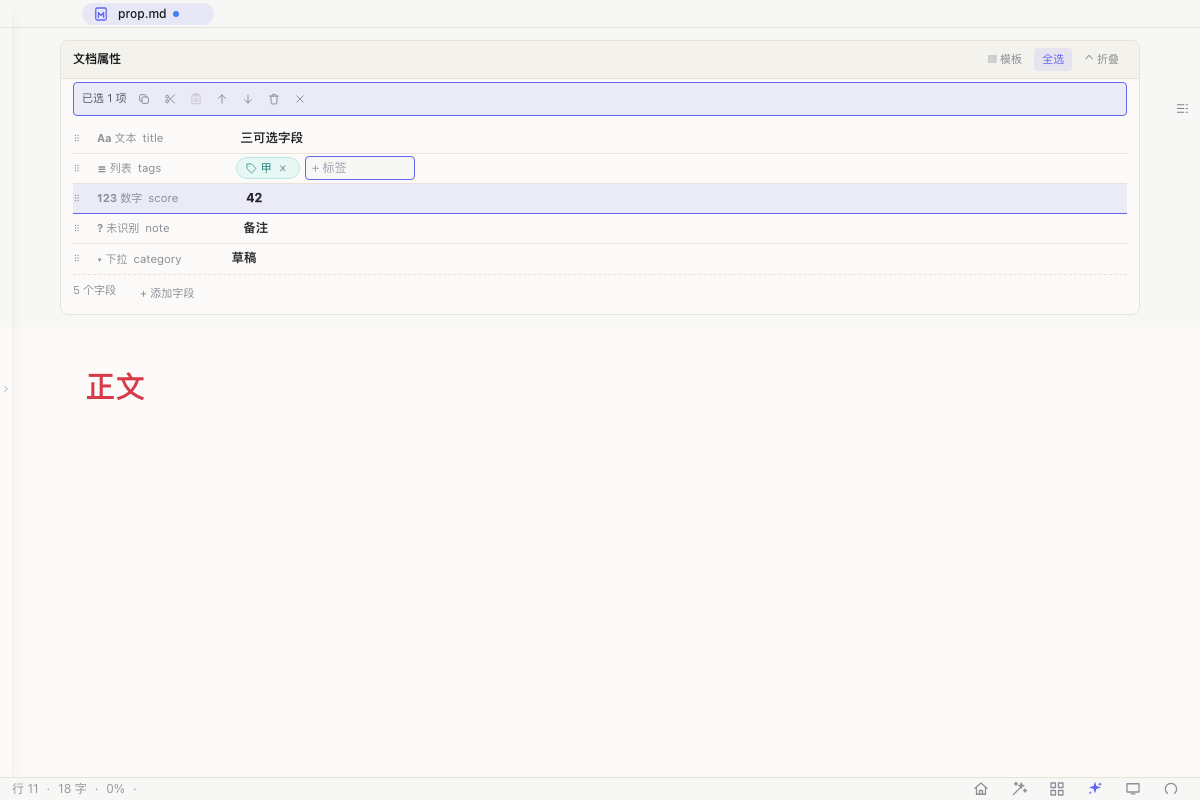 prop.md
文档属性 模板 全选 折叠
已选 1 项
Aa 文本 title 三可选字段
列表 tags 甲 × + 标签
123 数字 score 42
? 未识别 note 备注
下拉 category 草稿
5 个字段 + 添加字段
正文
行 11 · 18 字 · 0% ·